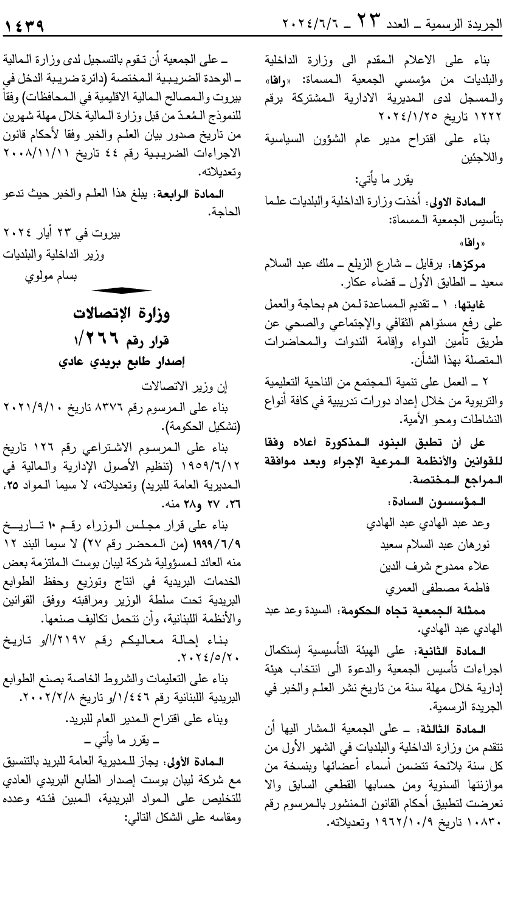 الجريدة الرسمية ــ العدد ٢٣ ــ ٢٠٢٤/٦/٦
١٤٣٩
بناء على الاعلام المقدم الى وزارة الداخلية
والبلديات من مؤسسي الجمعية المسماة: «رافا»
والمسجل لدى المديرية الادارية المشتركة برقم
١٢٢٢ تاريخ ٢٠٢٤/١/٢٥
بناء على اقتراح مدير عام الشؤون السياسية
واللاجئين
يقرر ما يأتي:
المادة الاولى: أخذت وزارة الداخلية والبلديات علما
بتأسيس الجمعية المسماة:
«رافا»
مركزها: برقايل ــ شارع الزيلع ــ ملك عبد السلام
سعيد ــ الطابق الأول ــ قضاء عكار.
غايتها: ١ ــ تقديم المساعدة لمن هم بحاجة والعمل
على رفع مستواهم الثقافي والإجتماعي والصحي عن
طريق تأمين الدواء وإقامة الندوات والمحاضرات
المتصلة بهذا الشأن.
٢ ــ العمل على تنمية المجتمع من الناحية التعليمية
والتربوية من خلال إعداد دورات تدريبية في كافة أنواع
النشاطات ومحو الأمية.
على أن تطبق البنود المذكورة أعلاه وفقا
للقوانين والأنظمة المرعية الإجراء وبعد موافقة
المراجع المختصة.
المؤسسون السادة:
وعد عبد الهادي عبد الهادي
نورهان عبد السلام سعيد
علاء ممدوح شرف الدين
فاطمة مصطفى العمري
ممثلة الجمعية تجاه الحكومة: السيدة وعد عبد
الهادي عبد الهادي.
المادة الثانية: على الهيئة التأسيسية إستكمال
اجراءات تأسيس الجمعية والدعوة الى انتخاب هيئة
إدارية خلال مهلة سنة من تاريخ نشر العلم والخبر في
الجريدة الرسمية.
المادة الثالثة: ــ على الجمعية المشار اليها أن
تتقدم من وزارة الداخلية والبلديات في الشهر الأول من
كل سنة بلائحة تتضمن أسماء أعضائها وبنسخة من
موازنتها السنوية ومن حسابها القطعي السابق والا
تعرضت لتطبيق أحكام القانون المنشور بالمرسوم رقم
١٠٨٣٠ تاريخ ١٩٦٢/١٠/٩ وتعديلاته.
ــ على الجمعية أن تقوم بالتسجيل لدى وزارة المالية
ــ الوحدة الضريبية المختصة (دائرة ضريبة الدخل في
بيروت والمصالح المالية الاقليمية في المحافظات) وفقاً
للنموذج المُعدّ من قبل وزارة المالية خلال مهلة شهرين
من تاريخ صدور بيان العلم والخبر وفقا لأحكام قانون
الاجراءات الضريبية رقم ٤٤ تاريخ ٢٠٠٨/١١/١١
وتعديلاته.
المادة الرابعة: يبلغ هذا العلم والخبر حيث تدعو
الحاجة.
بيروت في ٢٣ أيار ٢٠٢٤
وزير الداخلية والبلديات
بسام مولوي
وزارة الإتصالات
قرار رقم ١/٢٦٦
إصدار طابع بريدي عادي
إن وزير الاتصالات
بناء على المرسوم رقم ٨٣٧٦ تاريخ ٢٠٢١/٩/١٠
(تشكيل الحكومة).
بناء على المرسوم الاشتراعي رقم ١٢٦ تاريخ
١٩٥٩/٦/١٢ (تنظيم الأصول الإدارية والمالية في
المديرية العامة للبريد) وتعديلاته، لا سيما المواد ٢٥،
٢٦، ٢٧ و٢٨ منه.
بناء على قرار مجلس الوزراء رقم ١٠ تاريخ
١٩٩٩/٦/٩ (من المحضر رقم ٢٧) لا سيما البند ١٢
منه العائد لمسؤولية شركة ليبان بوست الملتزمة بعض
الخدمات البريدية في انتاج وتوزيع وحفظ الطوابع
البريدية تحت سلطة الوزير ومراقبته ووفق القوانين
والأنظمة اللبنانية، وأن تتحمل تكاليف صنعها.
بناء إحالة معاليكم رقم ٢١٩٧/أ/و تاريخ
٢٠٢٤/٥/٢٠.
بناء على التعليمات والشروط الخاصة بصنع الطوابع
البريدية اللبنانية رقم ١/٤٤٦/و تاريخ ٢٠٠٢/٢/٨.
وبناء على اقتراح المدير العام للبريد.
ــ يقرر ما يأتي ــ
المادة الأولى: يجاز للمديرية العامة للبريد بالتنسيق
مع شركة ليبان بوست إصدار الطابع البريدي العادي
للتخليص على المواد البريدية، المبين فئته وعدده
ومقاسه على الشكل التالي: